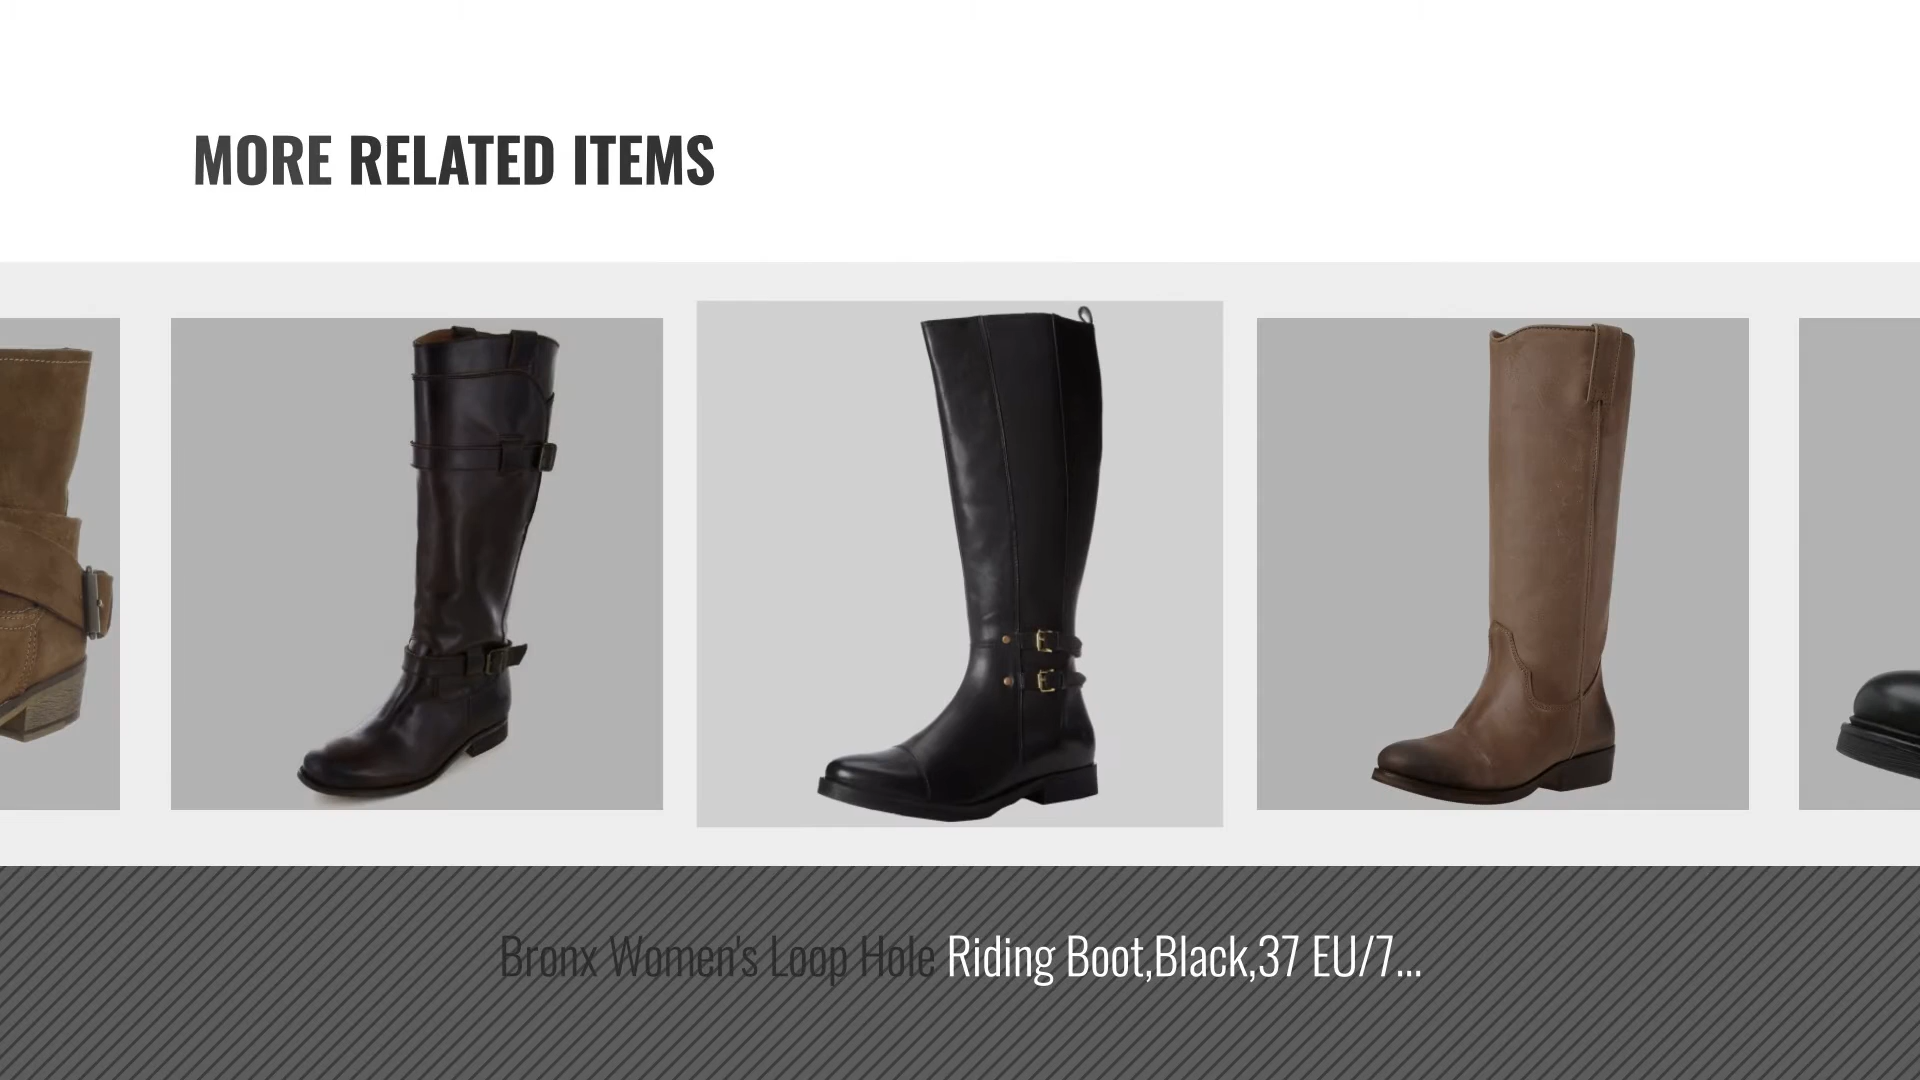 MORE RELATED ITEMS
Bronx Women's Loop Hole Riding Boot,Black,37 EU/7...